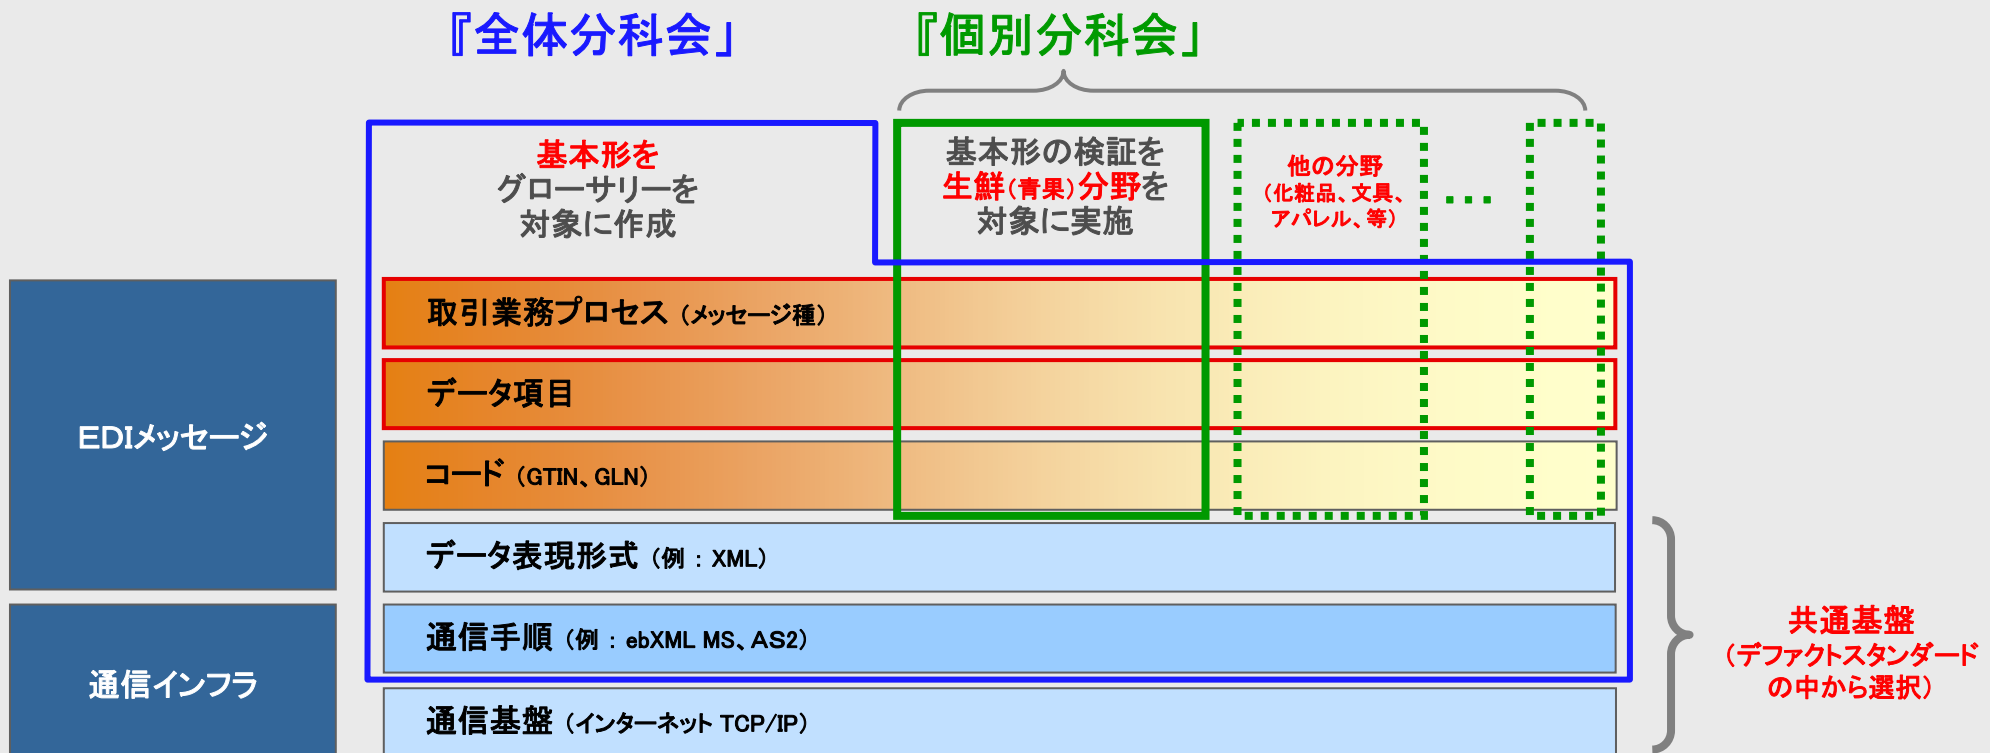 『全体分科会」
『個別分科会」
基本形を
グローサリーを
対象に作成
基本形の検証を
生鮮(青果)分野を
対象に実施
他の分野
(化粧品、文具、
アパレル、等)
・・・
EDIメッセージ
取引業務プロセス (メッセージ種)
データ項目
コード (GTIN、GLN)
データ表現形式 (例 : XML)
通信インフラ
通信手順 (例 : ebXML MS、AS2)
通信基盤 (インターネット TCP/IP)
共通基盤
(デファクトスタンダード
の中から選択)